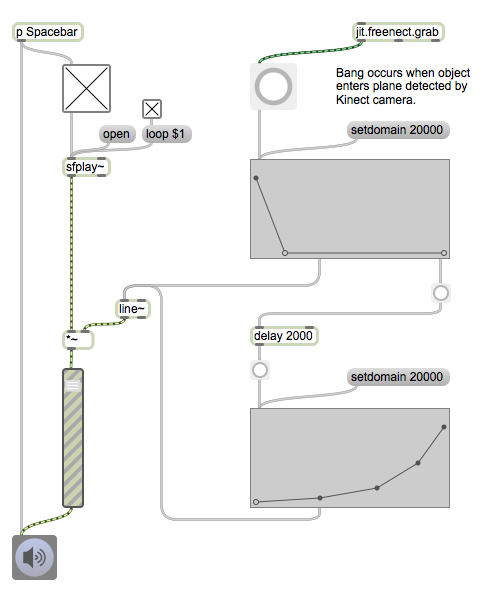 p Spacebar
jit.freenect.grab
Bang occurs when object
enters plane detected by
Kinect camera.
open
loop $1
setdomain 20000
sfplay~
line~
*~
delay 2000
setdomain 20000